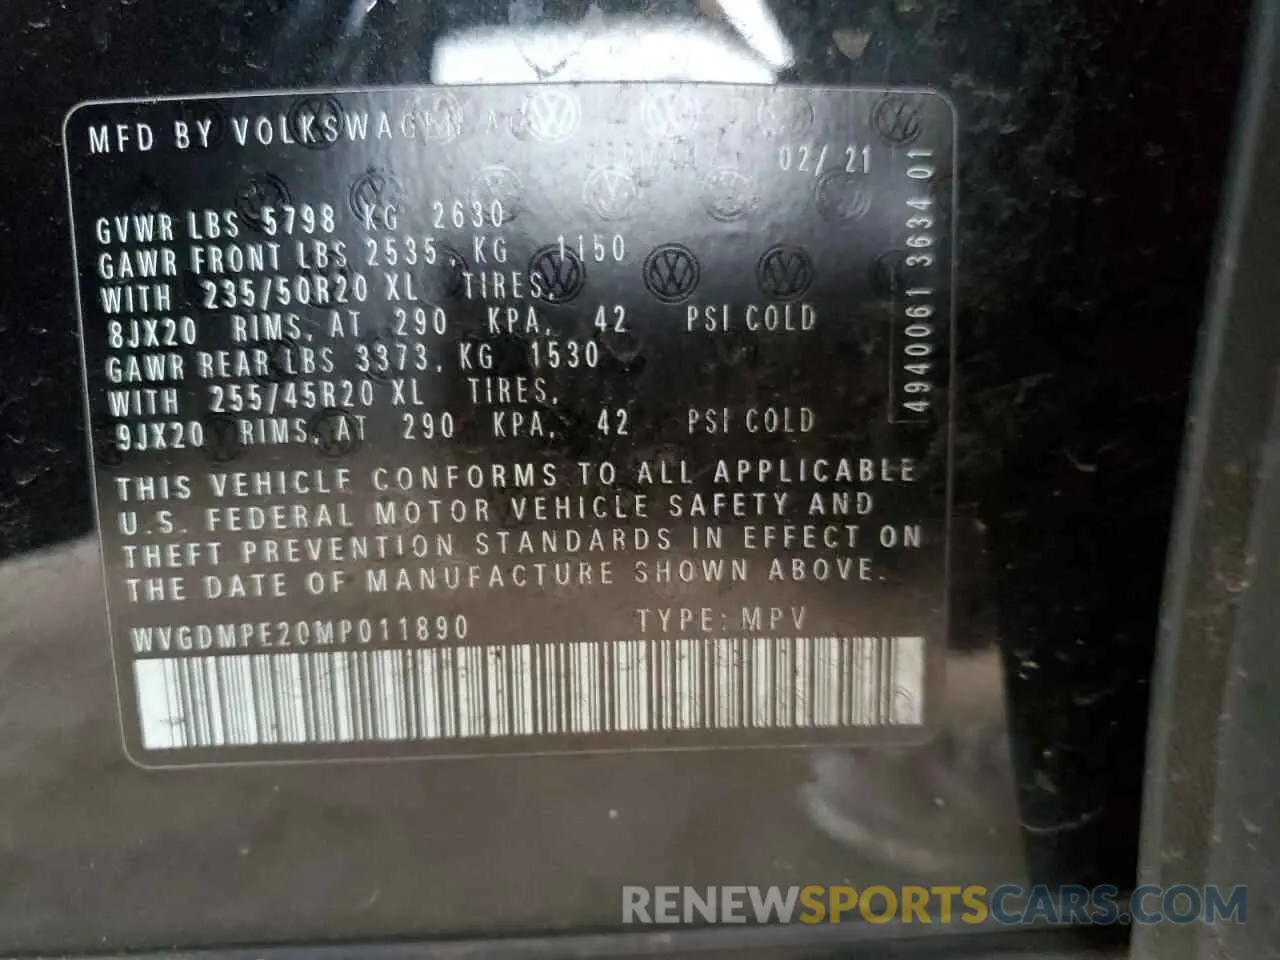 MFD BY VOLKSWAGEN AG
02/ 21
GVWR LBS 5798 KG 2630
GAWR FRONT LBS 2535, KG 1150
WITH 235/50R20 XL TIRES,
8JX20 RIMS, AT 290 KPA, 42 PSI COLD
GAWR REAR LBS 3373, KG 1530
WITH 255/45R20 XL TIRES,
9JX20 RIMS, AT 290 KPA, 42 PSI COLD
4940061 3634 01
THIS VEHICLE CONFORMS TO ALL APPLICABLE
U.S. FEDERAL MOTOR VEHICLE SAFETY AND
THEFT PREVENTION STANDARDS IN EFFECT ON
THE DATE OF MANUFACTURE SHOWN ABOVE.
WVGDMPE20MP011890 TYPE: MPV
RENEWSPORTSCARS.COM